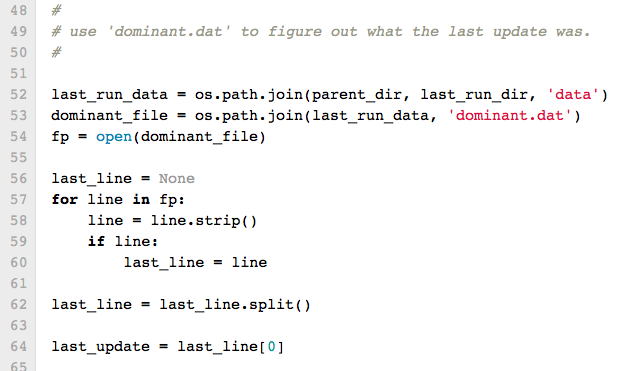 48 #
49 # use 'dominant.dat' to figure out what the last update was.
50 #
51
52 last_run_data = os.path.join(parent_dir, last_run_dir, 'data')
53 dominant_file = os.path.join(last_run_data, 'dominant.dat')
54 fp = open(dominant_file)
55
56 last_line = None
57 for line in fp:
58     line = line.strip()
59     if line:
60         last_line = line
61
62 last_line = last_line.split()
63
64 last_update = last_line[0]
65